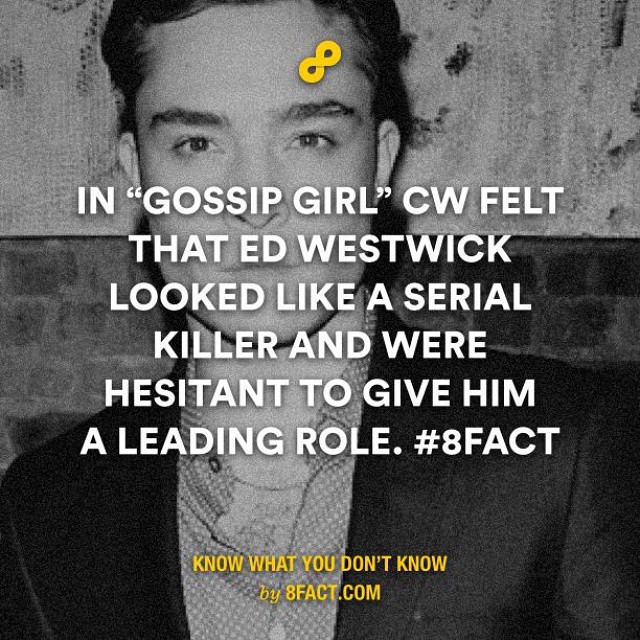 IN “GOSSIP GIRL” CW FELT
THAT ED WESTWICK
LOOKED LIKE A SERIAL
KILLER AND WERE
HESITANT TO GIVE HIM
A LEADING ROLE. #8FACT
KNOW WHAT YOU DON’T KNOW
by 8FACT.COM